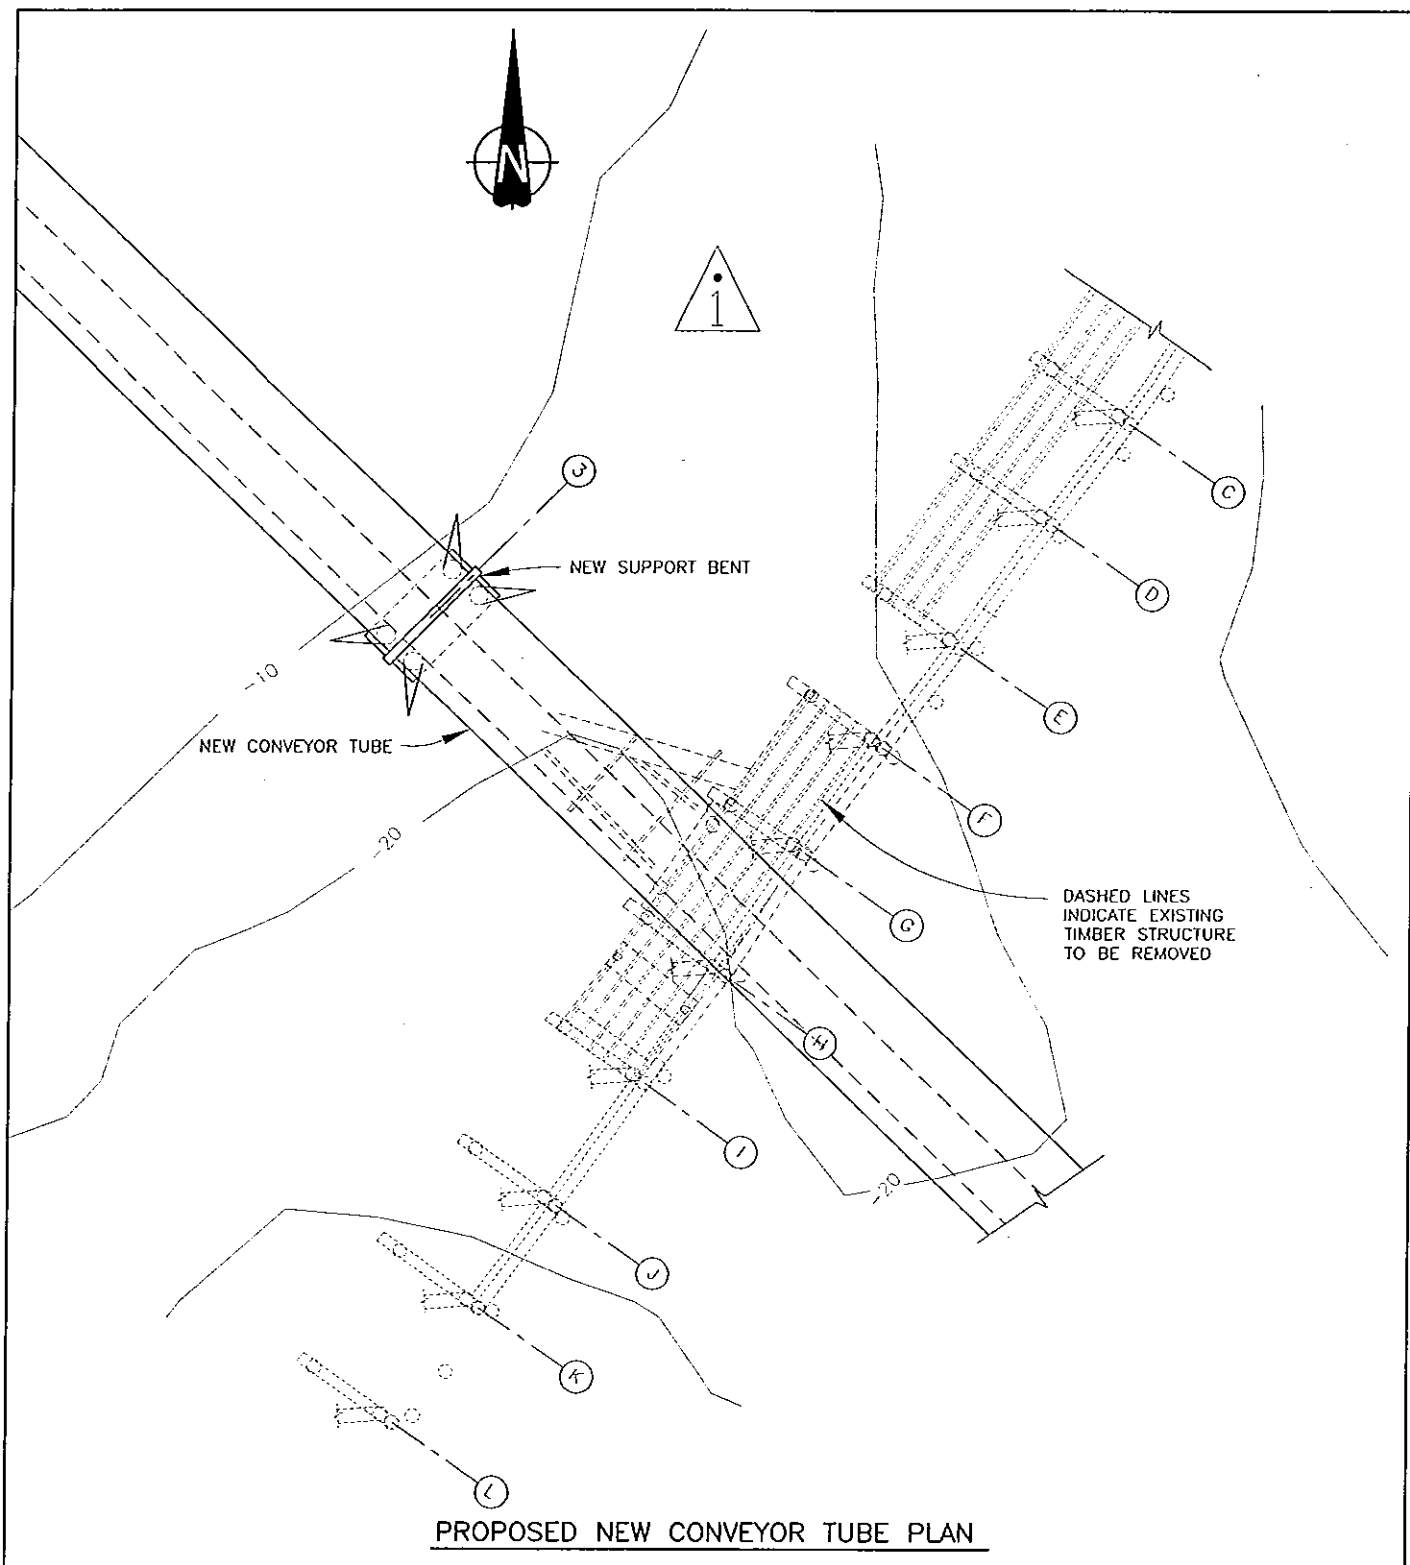 N
1
3
C
NEW SUPPORT BENT
D
-10
E
NEW CONVEYOR TUBE
F
-20
DASHED LINES
INDICATE EXISTING
TIMBER STRUCTURE
TO BE REMOVED
G
H
I
-20
J
K
L
PROPOSED NEW CONVEYOR TUBE PLAN